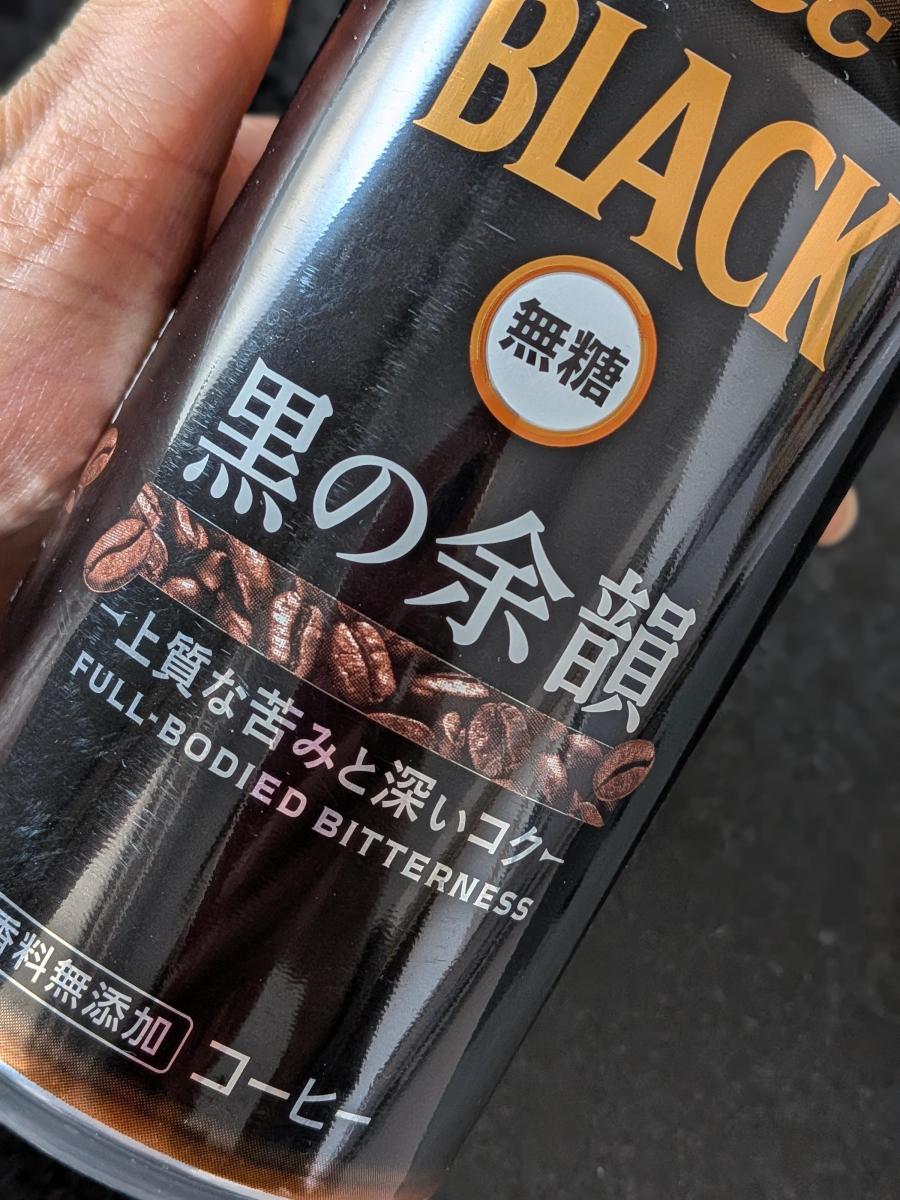 BLACK
無糖
黒の余韻
上質な苦みと深いコク
FULL-BODIED BITTERNESS
香料無添加
コーヒー